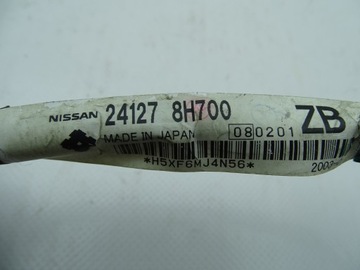 NISSAN 24127 8H700 ZB
MADE IN JAPAN 080201
*H5XF6MJ4N56*